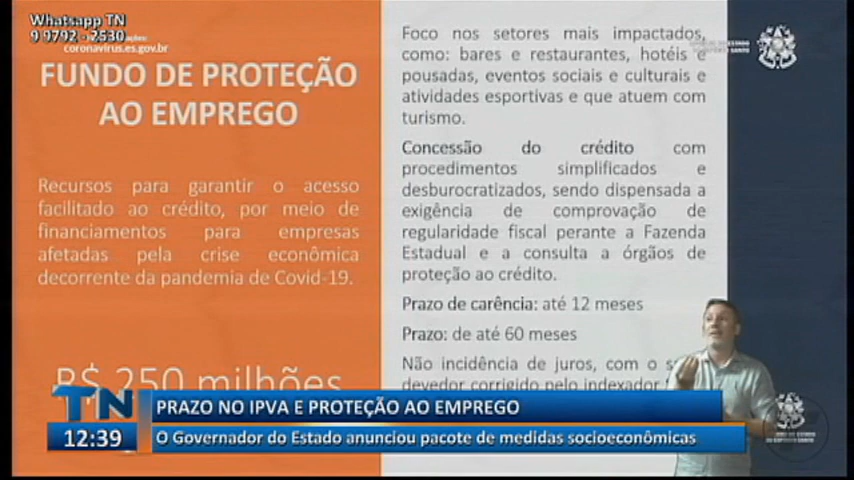 Whatsapp TN
9 9792 - 2530
coronavirus.es.gov.br
FUNDO DE PROTEÇÃO
AO EMPREGO
Recursos para garantir o acesso
facilitado ao crédito, por meio de
financiamentos para empresas
afetadas pela crise econômica
decorrente da pandemia de Covid-19.
R$ 250 milhões
Foco nos setores mais impactados,
como: bares e restaurantes, hotéis e
pousadas, eventos sociais e culturais e
atividades esportivas e que atuem com
turismo.
Concessão do crédito com
procedimentos simplificados e
desburocratizados, sendo dispensada a
exigência de comprovação de
regularidade fiscal perante a Fazenda
Estadual e a consulta a órgãos de
proteção ao crédito.
Prazo de carência: até 12 meses
Prazo: de até 60 meses
Não incidência de juros, com o
devedor corrigido pelo indexador
TN
12:39
PRAZO NO IPVA E PROTEÇÃO AO EMPREGO
O Governador do Estado anunciou pacote de medidas socioeconômicas